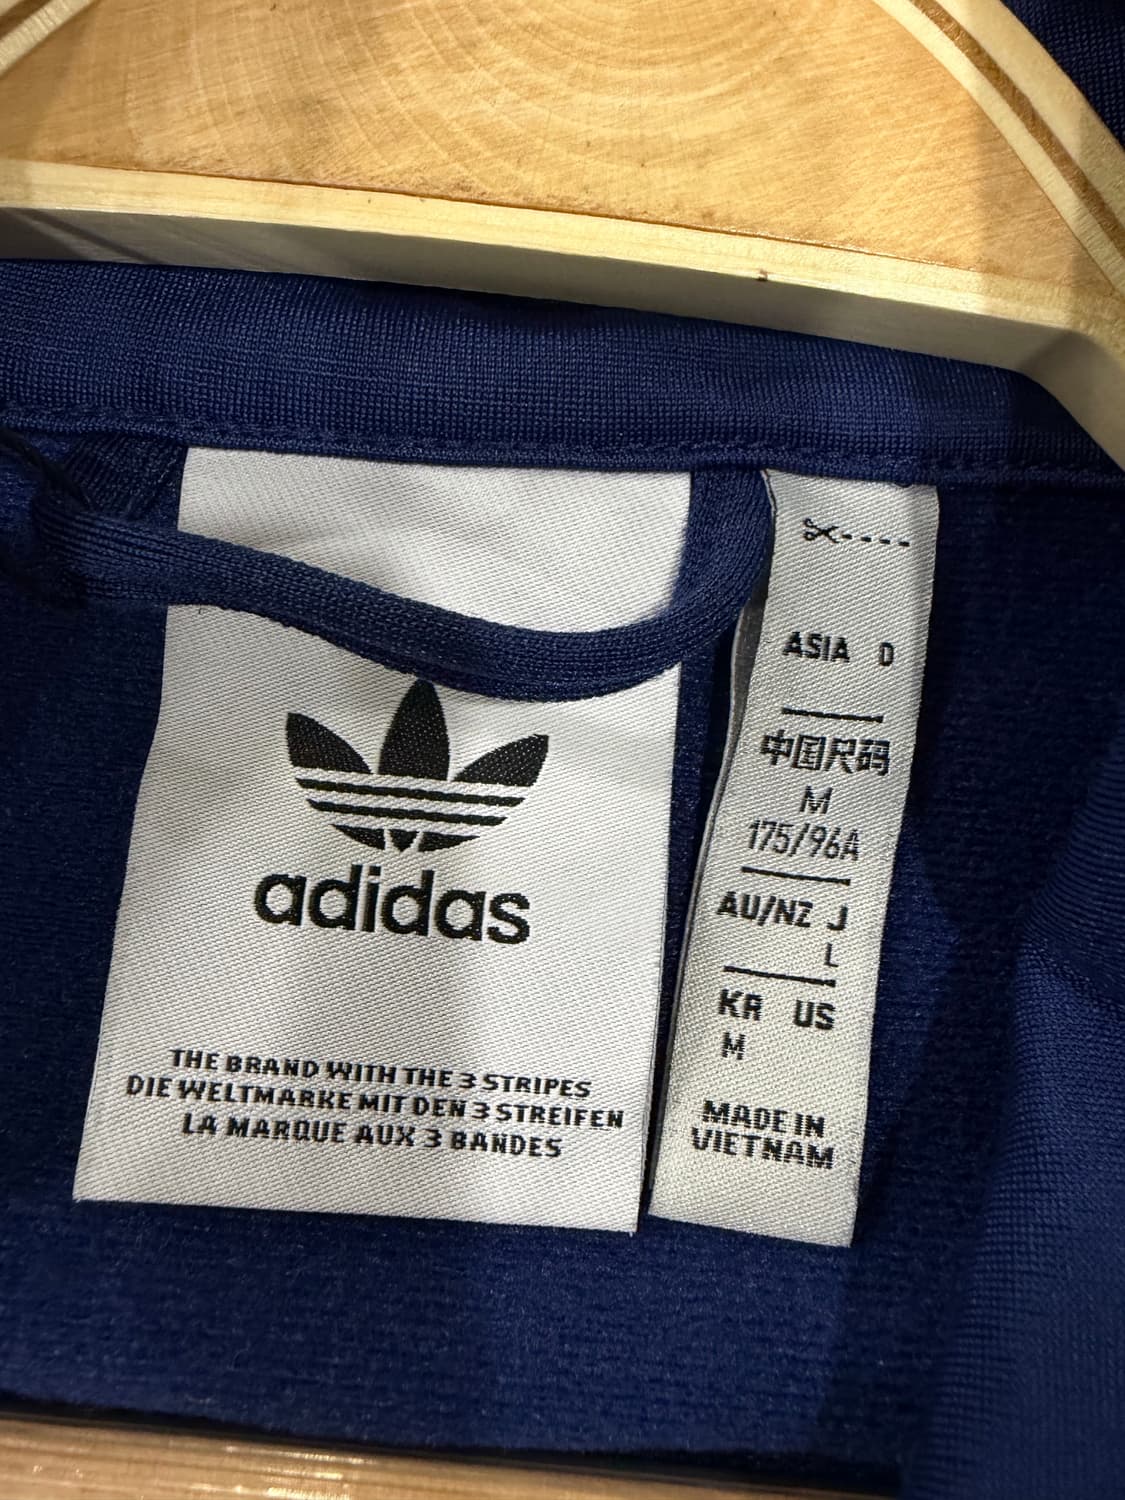 adidas
THE BRAND WITH THE 3 STRIPES
DIE WELTMARKE MIT DEN 3 STREIFEN
LA MARQUE AUX 3 BANDES
ASIA D
中国尺码
M
175/96A
AU/NZ J
L
KR US
M
MADE IN
VIETNAM